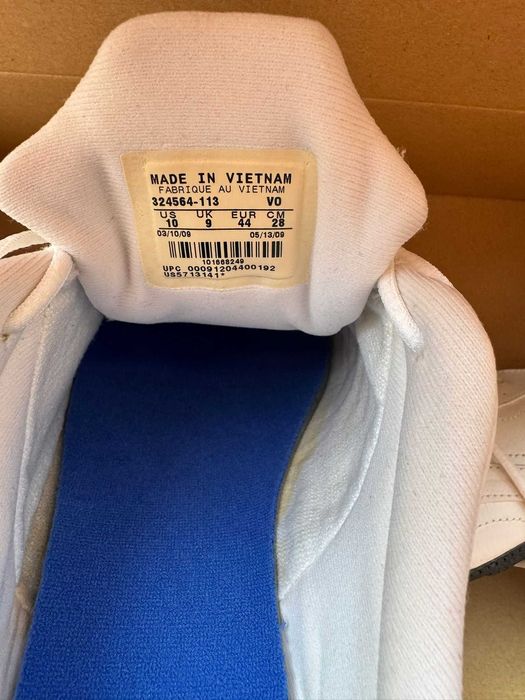 MADE IN VIETNAM
FABRIQUE AU VIETNAM
324564-113 VO
US UK EUR CM
10 9 44 28
03/10/09 05/13/09
101668249
UPC 00091204400192
US5713141*